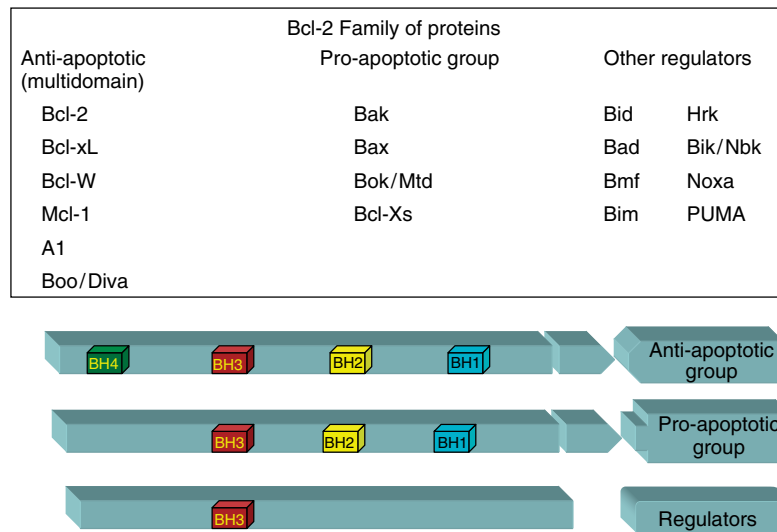 Bcl-2 Family of proteins
Anti-apoptotic (multidomain) Pro-apoptotic group Other regulators
Bcl-2 Bak Bid Hrk
Bcl-xL Bax Bad Bik/Nbk
Bcl-W Bok/Mtd Bmf Noxa
Mcl-1 Bcl-Xs Bim PUMA
A1
Boo/Diva
BH4 BH3 BH2 BH1 Anti-apoptotic group
BH3 BH2 BH1 Pro-apoptotic group
BH3 Regulators